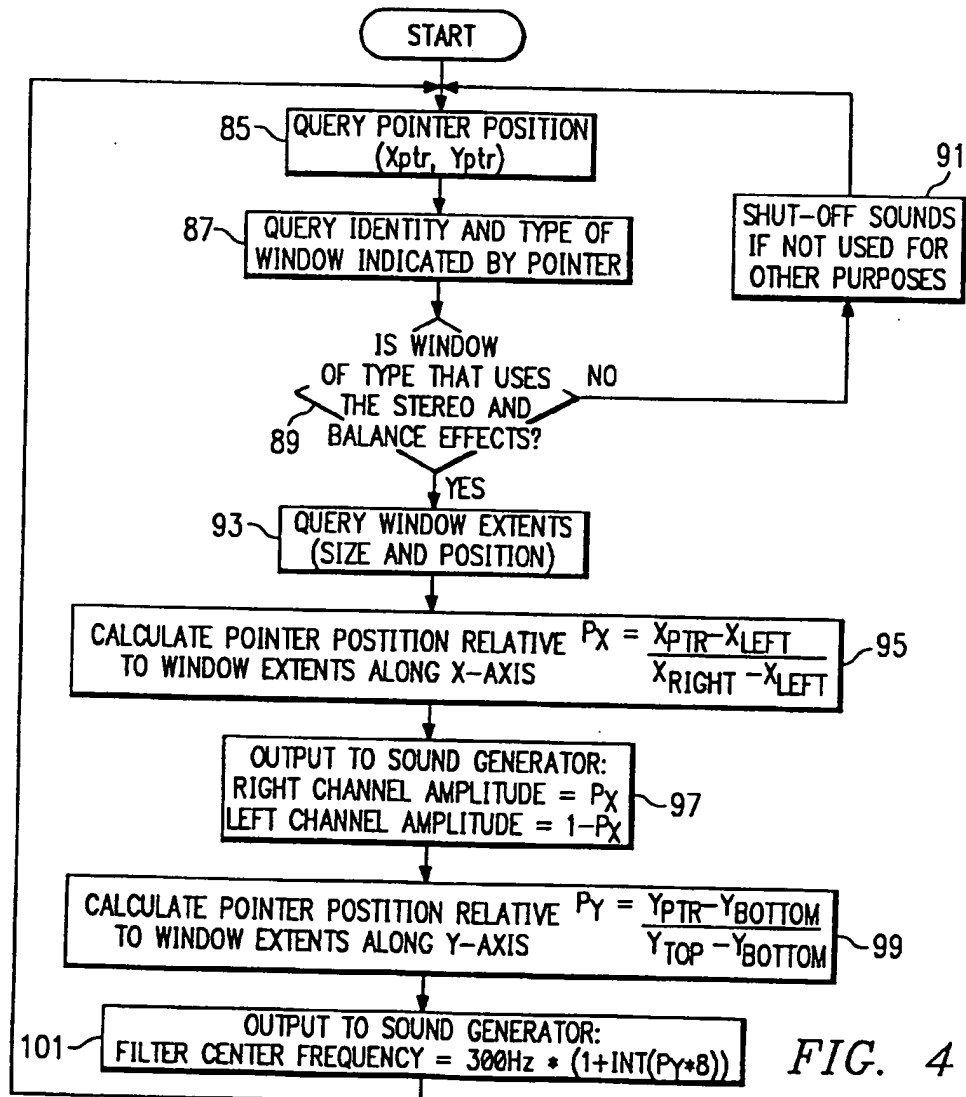 START
85
QUERY POINTER POSITION
(Xptr, Yptr)
91
SHUT-OFF SOUNDS
IF NOT USED FOR
OTHER PURPOSES
87
QUERY IDENTITY AND TYPE OF
WINDOW INDICATED BY POINTER
IS WINDOW
OF TYPE THAT USES
THE STEREO AND
BALANCE EFFECTS?
NO
89
YES
93
QUERY WINDOW EXTENTS
(SIZE AND POSITION)
CALCULATE POINTER POSTITION RELATIVE
TO WINDOW EXTENTS ALONG X-AXIS
PX = XPTR-XLEFT
XRIGHT -XLEFT
95
OUTPUT TO SOUND GENERATOR:
RIGHT CHANNEL AMPLITUDE = PX
LEFT CHANNEL AMPLITUDE = 1-PX
97
CALCULATE POINTER POSTITION RELATIVE
TO WINDOW EXTENTS ALONG Y-AXIS
PY = YPTR-YBOTTOM
YTOP -YBOTTOM
99
101
OUTPUT TO SOUND GENERATOR:
FILTER CENTER FREQUENCY = 300Hz * (1+INT(PY*8))
FIG. 4